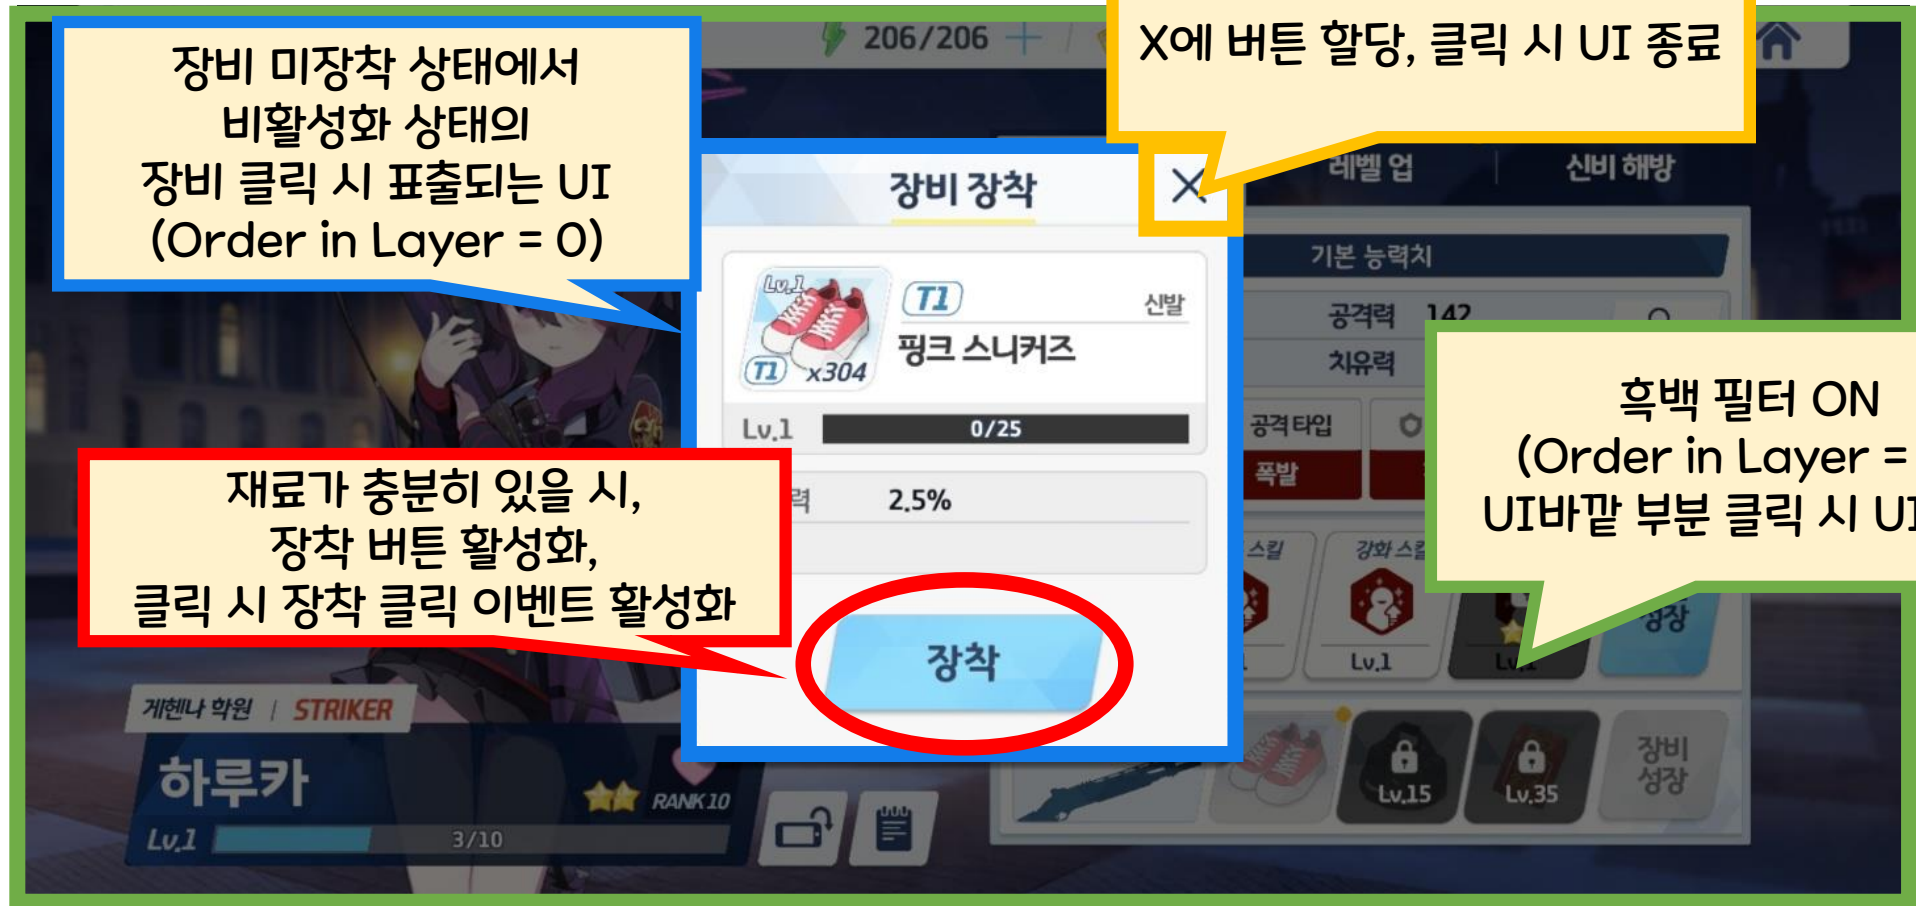 장비 미장착 상태에서
비활성화 상태의
장비 클릭 시 표출되는 UI
(Order in Layer = 0)
206/206
X에 버튼 할당, 클릭 시 UI 종료
장비 장착
레벨 업
신비 해방
기본 능력치
Lv.1
T1
신발
핑크 스니커즈
T1 x304
Lv.1 0/25
공격력 142
치유력
공격 타입
폭발
흑백 필터 ON
(Order in Layer =
UI바깥 부분 클릭 시 UI
재료가 충분히 있을 시,
장착 버튼 활성화,
클릭 시 장착 클릭 이벤트 활성화
력 2.5%
스킬
강화 스킬
Lv.1
성장
장착
게헨나 학원 | STRIKER
하루카
RANK 10
Lv.1 3/10
Lv.15
Lv.35
장비
성장